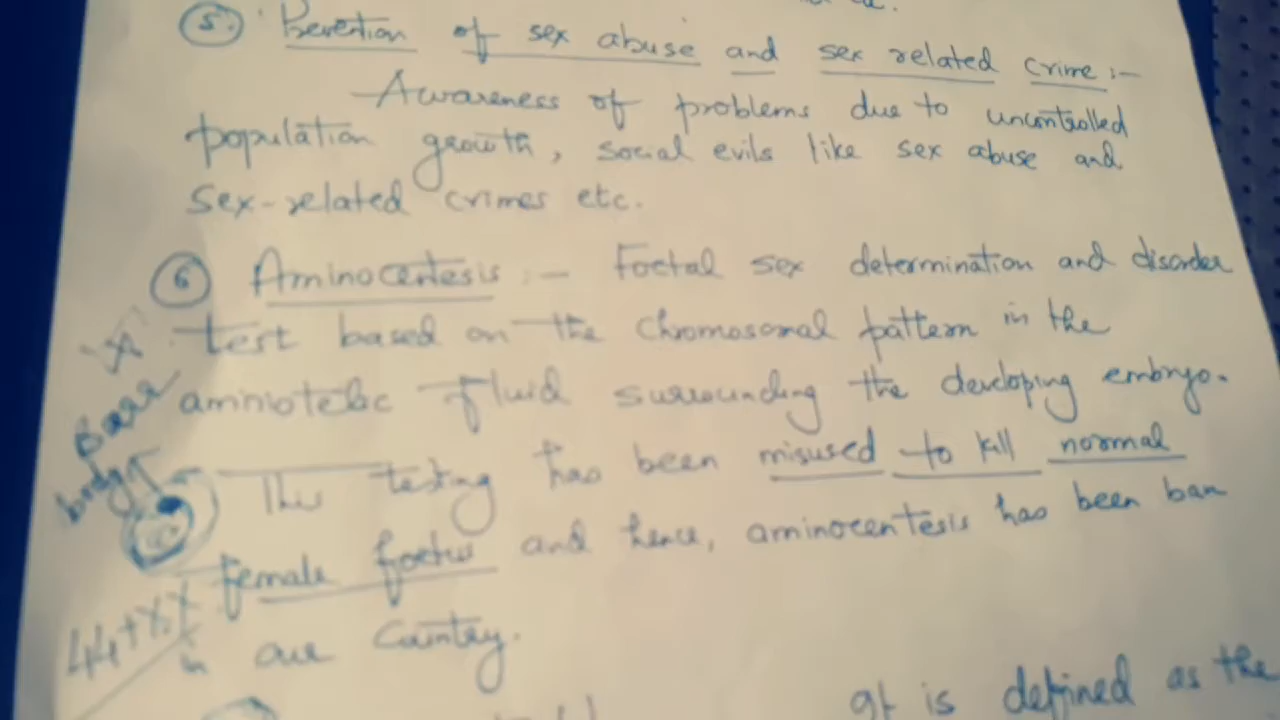 5. Pevention of sex abuse and sex related crime :-
Awareness of problems due to uncontrolled
population growth, social evils like sex abuse and
sex-related crimes etc.
6 Aminocentesis :- Foetal sex determination and disorder
test based on the chromosomal pattern in the
aminotelic fluid surrounding the developing embryo.
Barr
body
This testing has been misused to kill normal
female foetus and hence, aminocentesis has been ban
44+XX
in our Country.
It is defined as the